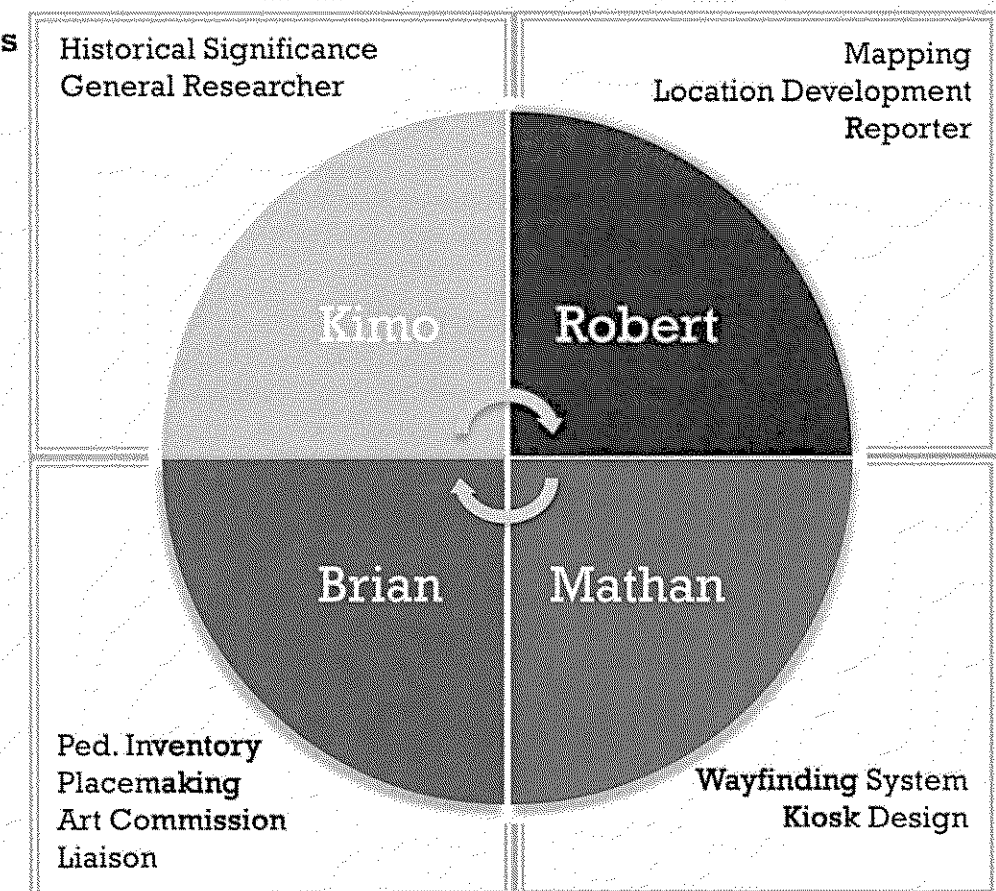 s
Historical Significance
General Researcher
Mapping
Location Development
Reporter
Kimo
Robert
Brian
Mathan
Ped. Inventory
Placemaking
Art Commission
Liaison
Wayfinding System
Kiosk Design